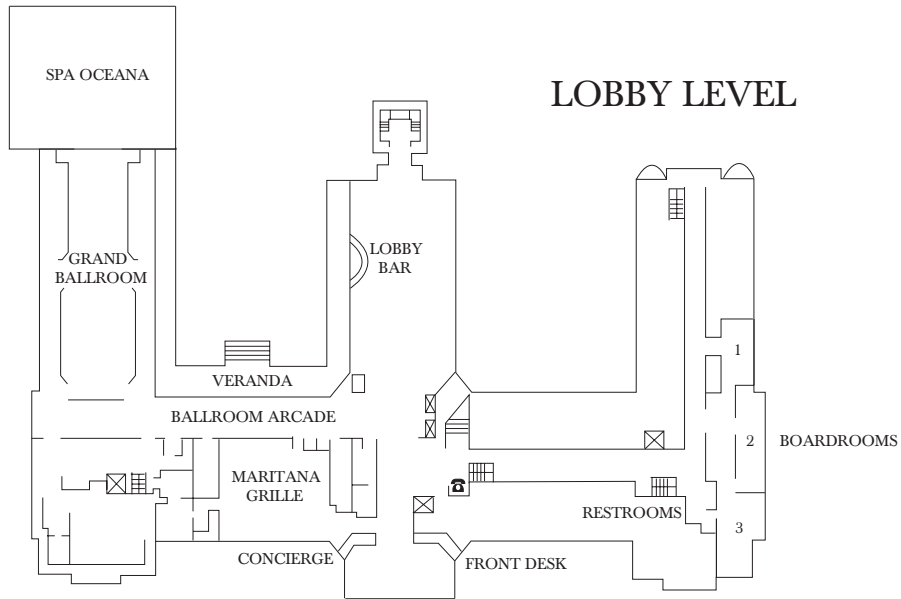 SPA OCEANA
LOBBY LEVEL
LOBBY
BAR
GRAND
BALLROOM
1
VERANDA
BALLROOM ARCADE
2
BOARDROOMS
MARITANA
GRILLE
RESTROOMS
3
CONCIERGE
FRONT DESK